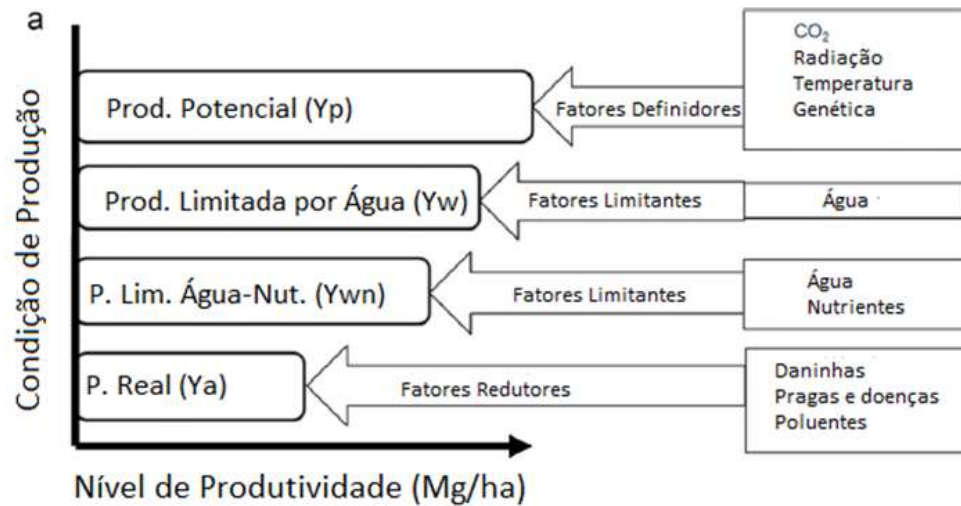 a
Condição de Produção
Prod. Potencial (Yp)
Fatores Definidores
CO₂
Radiação
Temperatura
Genética
Prod. Limitada por Água (Yw)
Fatores Limitantes
Água
P. Lim. Água-Nut. (Ywn)
Fatores Limitantes
Água
Nutrientes
P. Real (Ya)
Fatores Redutores
Daninhas
Pragas e doenças
Poluentes
Nível de Produtividade (Mg/ha)